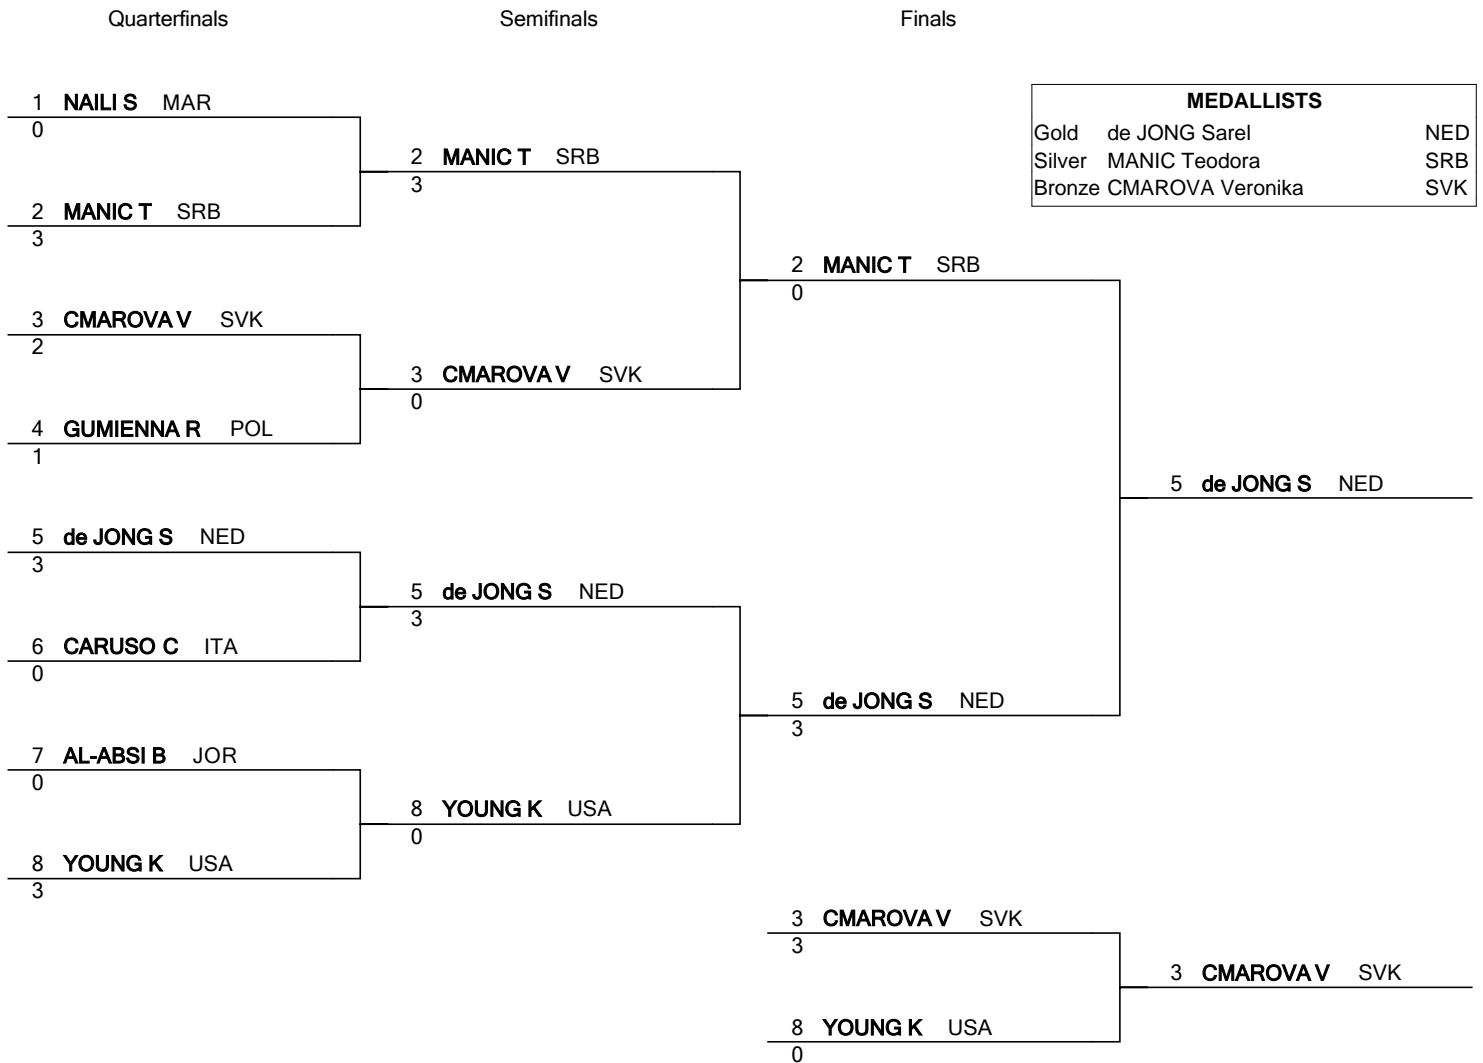 Quarterfinals Semifinals Finals
1 NAILI S MAR
0
2 MANIC T SRB
3
3 CMAROVA V SVK
2
4 GUMIENNA R POL
1
5 de JONG S NED
3
6 CARUSO C ITA
0
7 AL-ABSI B JOR
0
8 YOUNG K USA
3
2 MANIC T SRB
3
3 CMAROVA V SVK
0
5 de JONG S NED
3
8 YOUNG K USA
0
2 MANIC T SRB
0
5 de JONG S NED
3
3 CMAROVA V SVK
3
8 YOUNG K USA
0
MEDALLISTS
Gold de JONG Sarel NED
Silver MANIC Teodora SRB
Bronze CMAROVA Veronika SVK
5 de JONG S NED
3 CMAROVA V SVK